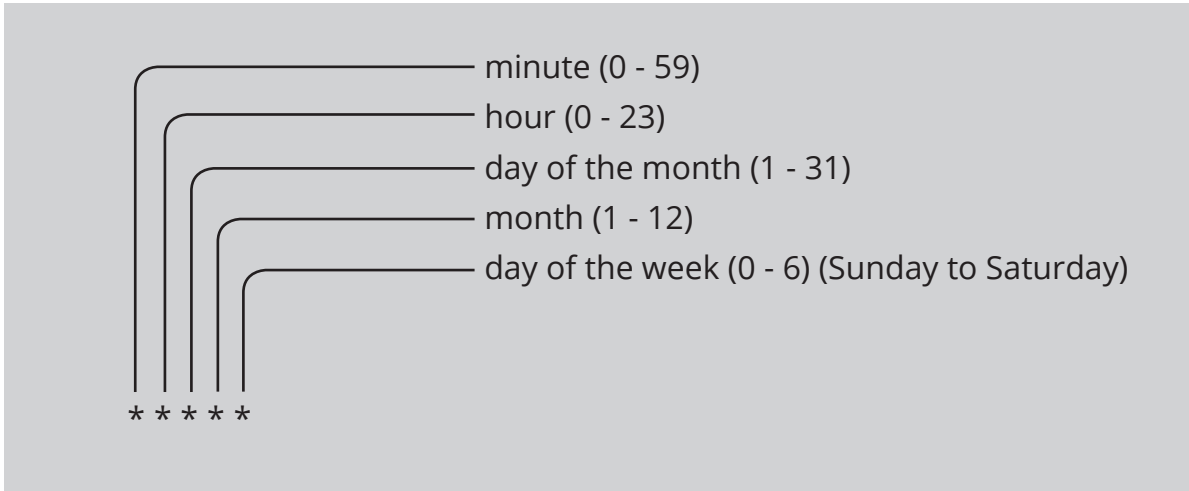 minute (0 - 59)
hour (0 - 23)
day of the month (1 - 31)
month (1 - 12)
day of the week (0 - 6) (Sunday to Saturday)
* * * * *